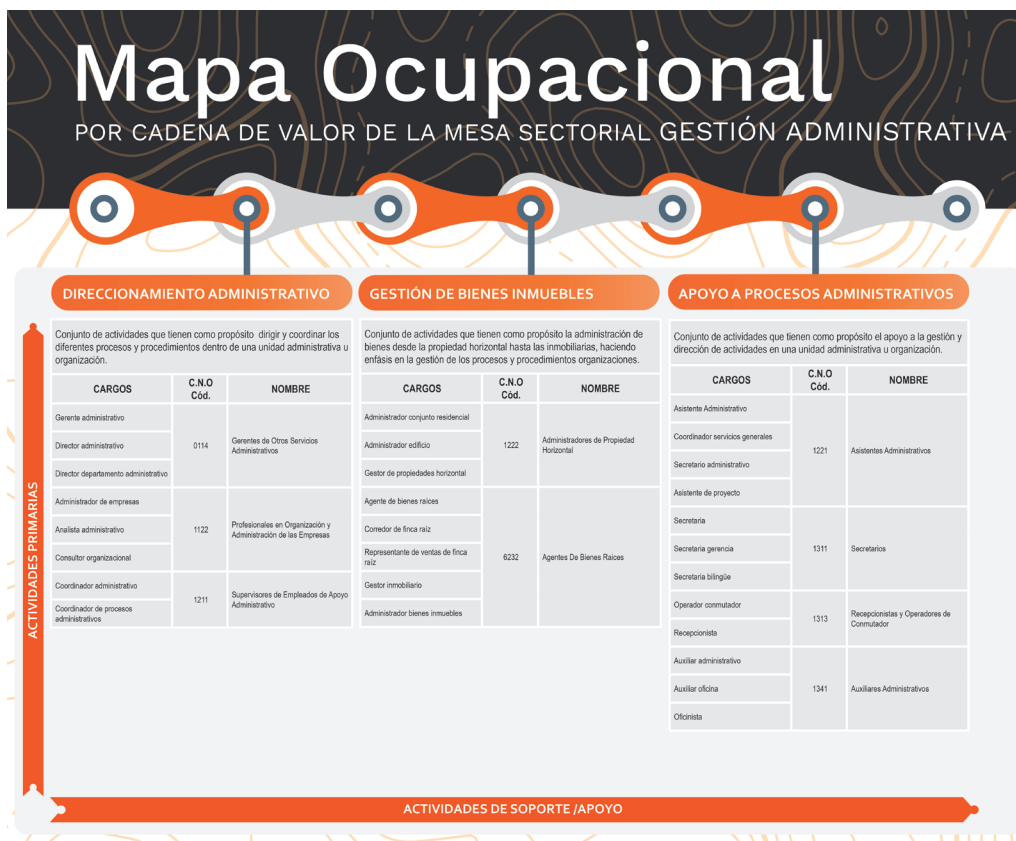 Mapa Ocupacional
POR CADENA DE VALOR DE LA MESA SECTORIAL GESTIÓN ADMINISTRATIVA
DIRECCIONAMIENTO ADMINISTRATIVO
Conjunto de actividades que tienen como propósito dirigir y coordinar los
diferentes procesos y procedimientos dentro de una unidad administrativa u
organización.
CARGOS
C.N.O
Cód.
NOMBRE
Gerente administrativo
Director administrativo
Director departamento administrativo
0114
Gerentes de Otros Servicios
Administrativos
Administrador de empresas
Analista administrativo
Consultor organizacional
1122
Profesionales en Organización y
Administración de las Empresas
Coordinador administrativo
Coordinador de procesos
administrativos
1211
Supervisores de Empleados de Apoyo
Administrativo
GESTIÓN DE BIENES INMUEBLES
Conjunto de actividades que tienen como propósito la administración de
bienes desde la propiedad horizontal hasta las inmobiliarias, haciendo
enfásis en la gestión de los procesos y procedimientos organizaciones.
CARGOS
C.N.O
Cód.
NOMBRE
Administrador conjunto residencial
Administrador edificio
Gestor de propiedades horizontal
1222
Administradores de Propiedad
Horizontal
Agente de bienes raices
Corredor de finca raíz
Representante de ventas de finca
raíz
Gestor inmobiliario
Administrador bienes inmuebles
6232
Agentes De Bienes Raices
APOYO A PROCESOS ADMINISTRATIVOS
Conjunto de actividades que tienen como propósito el apoyo a la gestión y
dirección de actividades en una unidad administrativa u organización.
CARGOS
C.N.O
Cód.
NOMBRE
Asistente Administrativo
Coordinador servicios generales
Secretario administrativo
Asistente de proyecto
1221
Asistentes Administrativos
Secretaria
Secretaria gerencia
Secretaria bilingüe
1311
Secretarios
Operador conmutador
Recepcionista
1313
Recepcionistas y Operadores de
Conmutador
Auxiliar administrativo
Auxiliar oficina
Oficinista
1341
Auxiliares Administrativos
ACTIVIDADES PRIMARIAS
ACTIVIDADES DE SOPORTE /APOYO